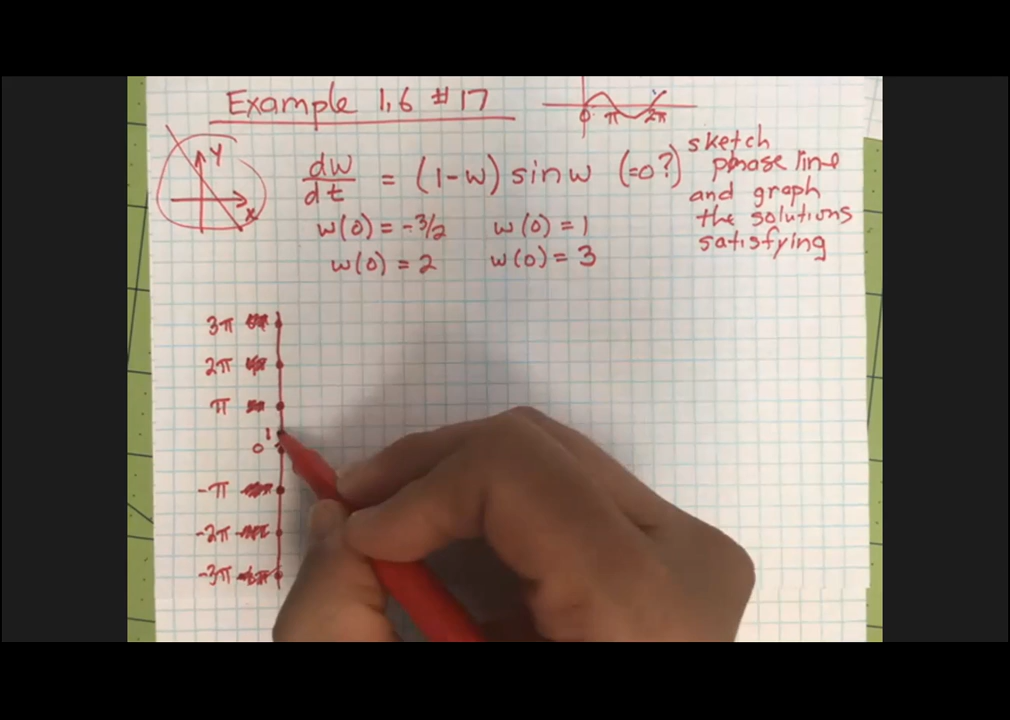 Example 1,6 #17
0 π 2π
y
x
dw/dt = (1-w) sin w (=0?)
w(0) = -3/2 w(0) = 1
w(0) = 2 w(0) = 3
sketch
phase line
and graph
the solutions
satisfying
3π
2π
π
1
0
-π
-2π
-3π